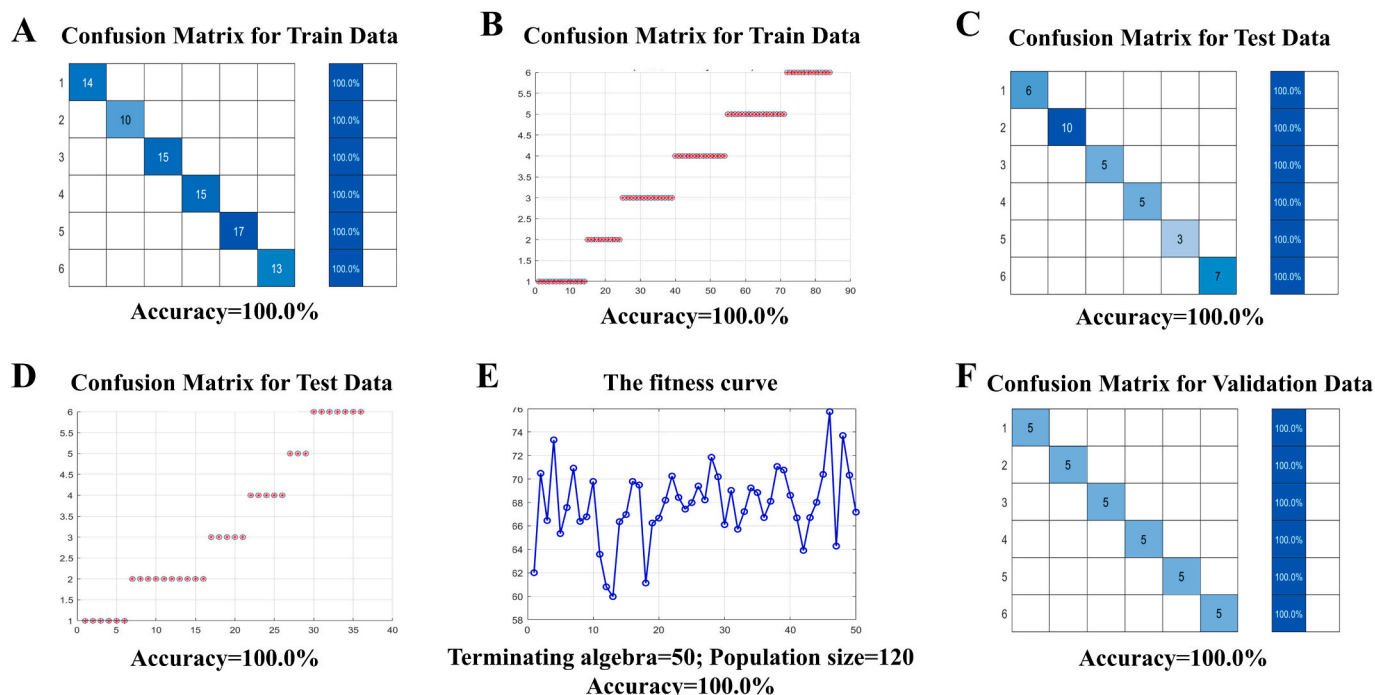 A
Confusion Matrix for Train Data
1 14 100.0%
2 10 100.0%
3 15 100.0%
4 15 100.0%
5 17 100.0%
6 13 100.0%
Accuracy=100.0%
B
Confusion Matrix for Train Data
6
5.5
5
4.5
4
3.5
3
2.5
2
1.5
1
0 10 20 30 40 50 60 70 80 90
Accuracy=100.0%
C
Confusion Matrix for Test Data
1 6 100.0%
2 10 100.0%
3 5 100.0%
4 5 100.0%
5 3 100.0%
6 7 100.0%
Accuracy=100.0%
D
Confusion Matrix for Test Data
6
5.5
5
4.5
4
3.5
3
2.5
2
1.5
1
0 5 10 15 20 25 30 35 40
Accuracy=100.0%
E
The fitness curve
76
74
72
70
68
66
64
62
60
58
0 10 20 30 40 50
Terminating algebra=50; Population size=120
Accuracy=100.0%
F
Confusion Matrix for Validation Data
1 5 100.0%
2 5 100.0%
3 5 100.0%
4 5 100.0%
5 5 100.0%
6 5 100.0%
Accuracy=100.0%